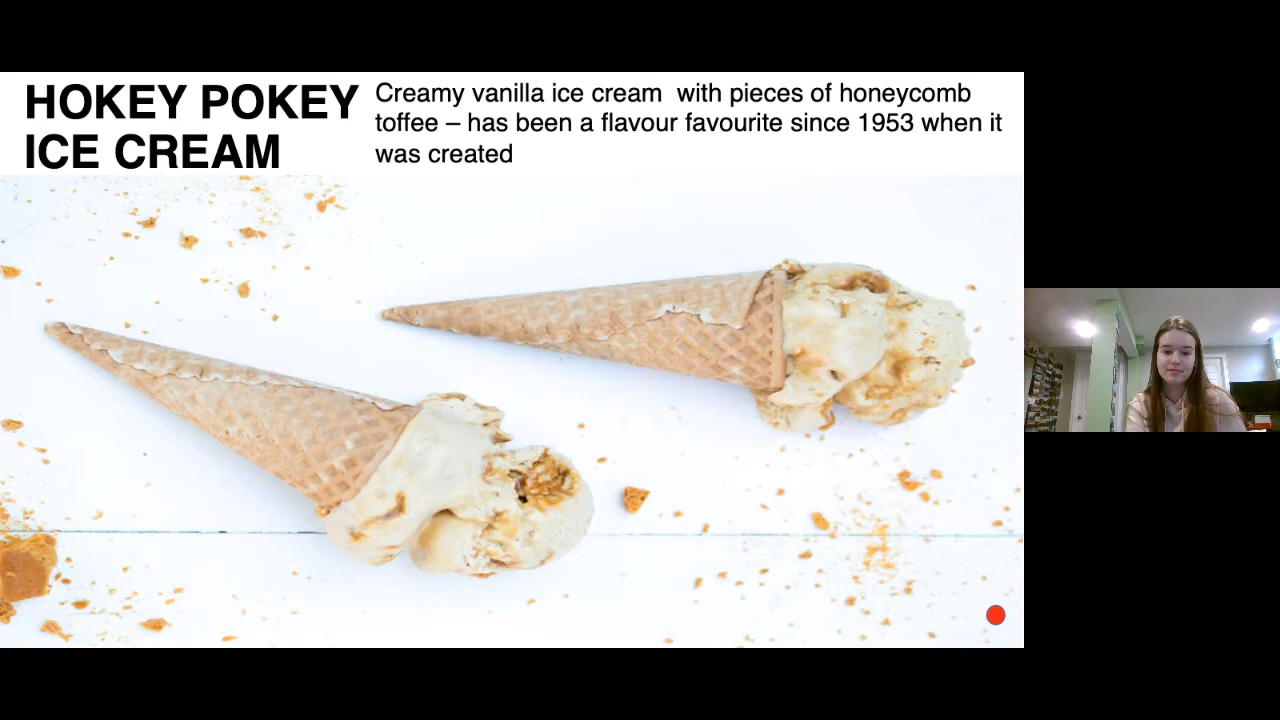 HOKEY POKEY
ICE CREAM
Creamy vanilla ice cream  with pieces of honeycomb
toffee – has been a flavour favourite since 1953 when it
was created